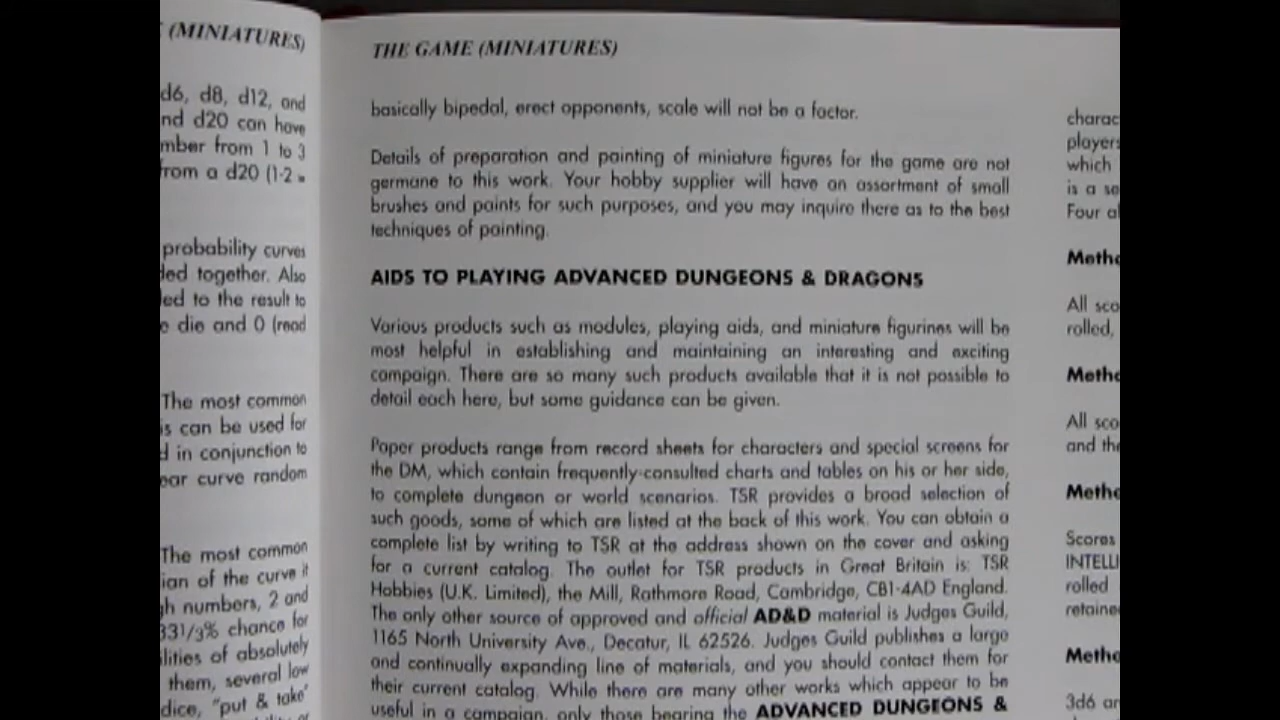 E (MINIATURES)
d6, d8, d12, and
nd d20 can have
mber from 1 to 3
from a d20 (1-2 =
probability curves
ded together. Also
ed to the result to
e die and 0 (read
The most common
is can be used for
d in conjunction to
ear curve random
The most common
ian of the curve it
gh numbers, 2 and
331/3% chance for
lities of absolutely
them, several low
dice, "put & take"
THE GAME (MINIATURES)
basically bipedal, erect opponents, scale will not be a factor.
Details of preparation and painting of miniature figures for the game are not
germane to this work. Your hobby supplier will have an assortment of small
brushes and paints for such purposes, and you may inquire there as to the best
techniques of painting.
AIDS TO PLAYING ADVANCED DUNGEONS & DRAGONS
Various products such as modules, playing aids, and miniature figurines will be
most helpful in establishing and maintaining an interesting and exciting
campaign. There are so many such products available that it is not possible to
detail each here, but some guidance can be given.
Paper products range from record sheets for characters and special screens for
the DM, which contain frequently-consulted charts and tables on his or her side,
to complete dungeon or world scenarios. TSR provides a broad selection of
such goods, some of which are listed at the back of this work. You can obtain a
complete list by writing to TSR at the address shown on the cover and asking
for a current catalog. The outlet for TSR products in Great Britain is: TSR
Hobbies (U.K. Limited), the Mill, Rathmore Road, Cambridge, CB1-4AD England.
The only other source of approved and official AD&D material is Judges Guild,
1165 North University Ave., Decatur, IL 62526. Judges Guild publishes a large
and continually expanding line of materials, and you should contact them for
their current catalog. While there are many other works which appear to be
useful in a campaign, only those bearing the ADVANCED DUNGEONS &
charac
players
which
is a se
Four al
Metho
All sco
rolled,
Metho
All sco
and the
Metho
Scores
INTELLI
rolled
retaine
Metho
3d6 ar